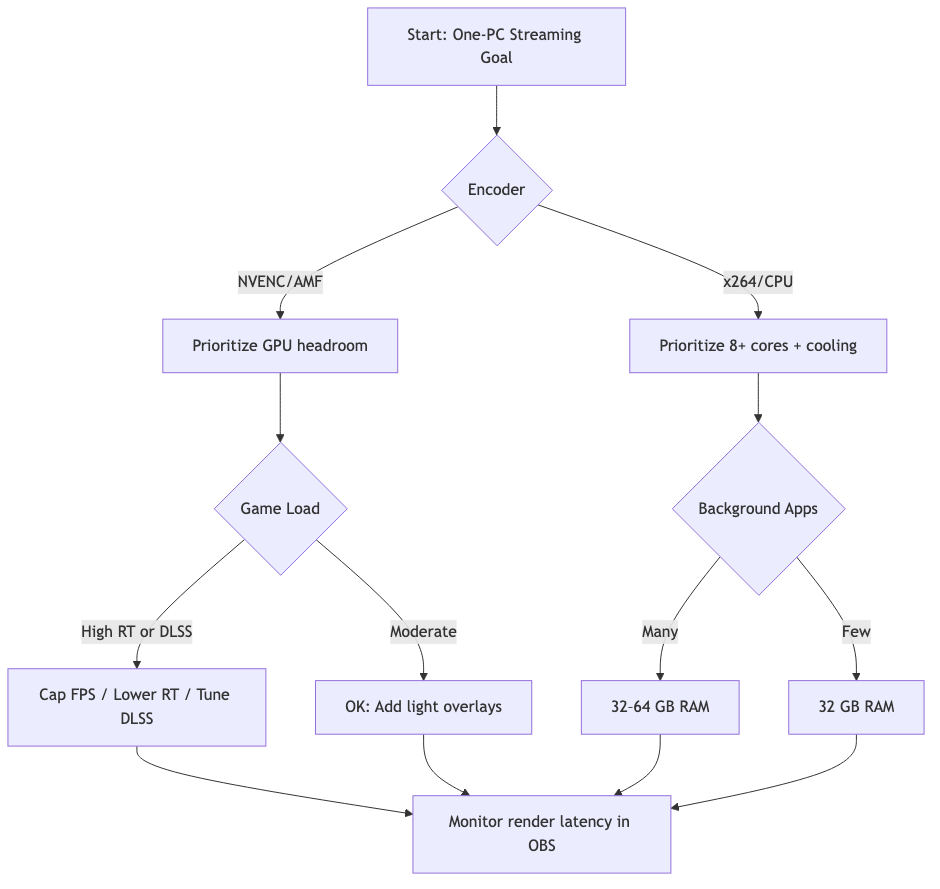 Start: One-PC Streaming
Goal
Encoder
NVENC/AMF
x264/CPU
Prioritize GPU headroom
Prioritize 8+ cores + cooling
Game Load
Background Apps
High RT or DLSS
Moderate
Many
Few
Cap FPS / Lower RT / Tune
DLSS
OK: Add light overlays
32-64 GB RAM
32 GB RAM
Monitor render latency in
OBS